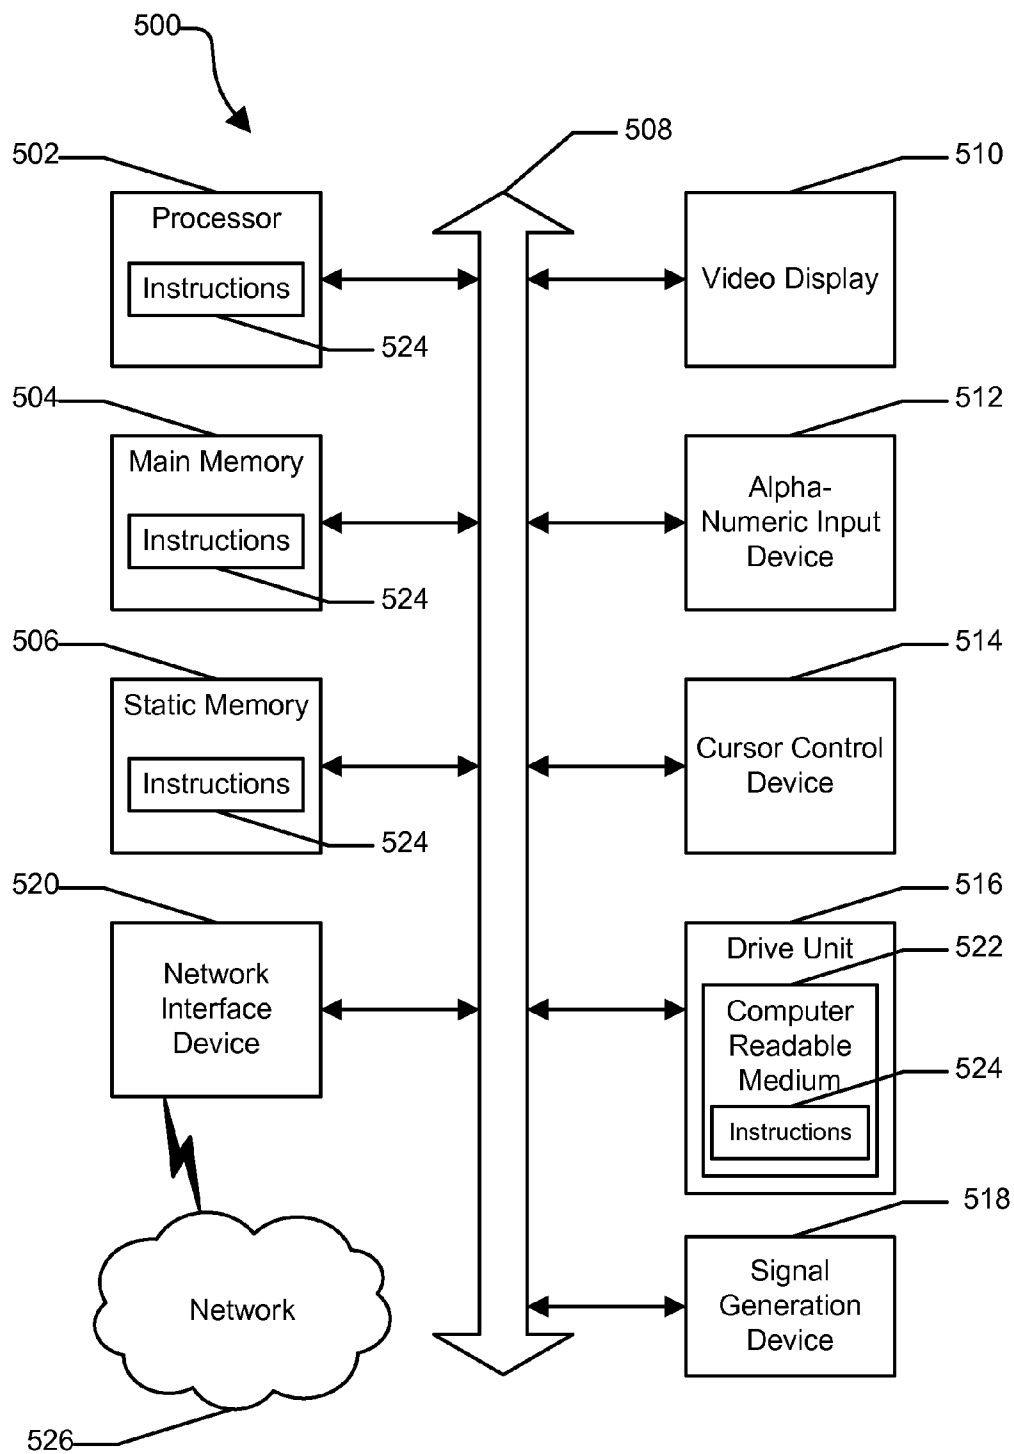 500
508
502
Processor
Instructions
524
510
Video Display
504
Main Memory
Instructions
524
512
Alpha-
Numeric Input
Device
506
Static Memory
Instructions
524
514
Cursor Control
Device
520
Network
Interface
Device
516
Drive Unit
522
Computer
Readable
Medium
524
Instructions
518
Signal
Generation
Device
Network
526